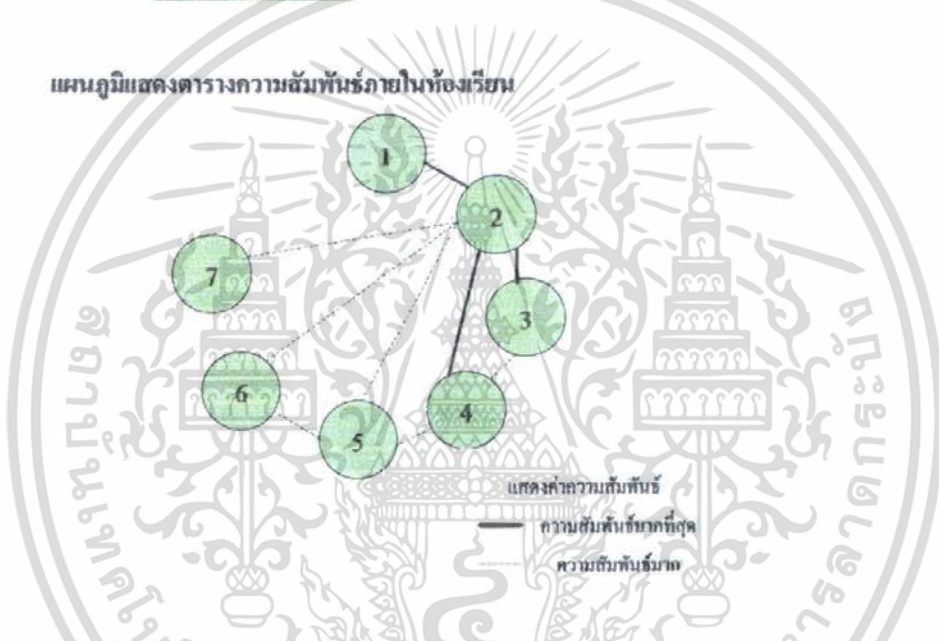 แผนภูมิแสดงตารางความสัมพันธ์ภายในห้องเรียน
1
2
7
3
6
4
5
แสดงค่าความสัมพันธ์
ความสัมพันธ์มากที่สุด
ความสัมพันธ์มาก